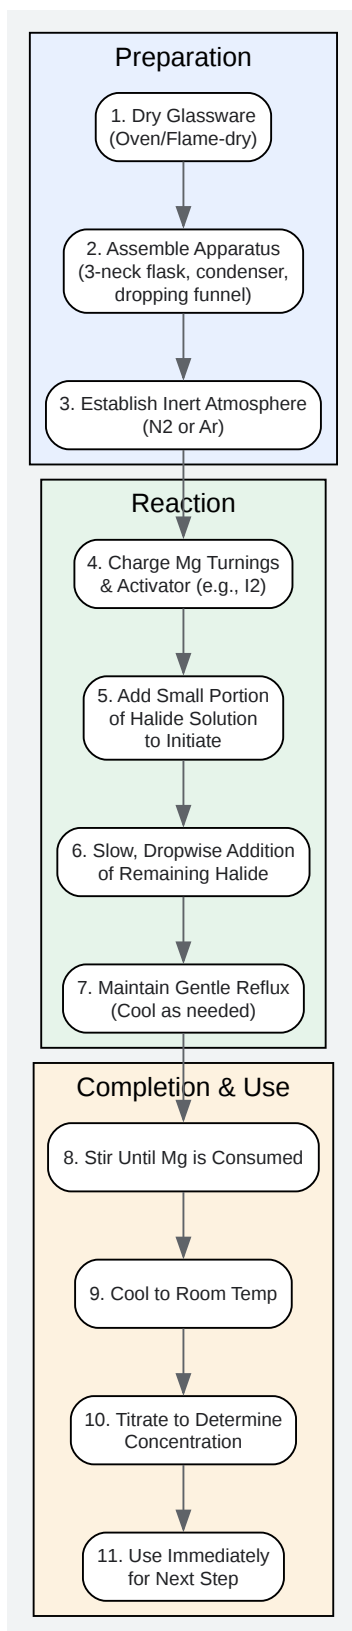 Preparation
1. Dry Glassware
(Oven/Flame-dry)
2. Assemble Apparatus
(3-neck flask, condenser,
dropping funnel)
3. Establish Inert Atmosphere
(N2 or Ar)
Reaction
4. Charge Mg Turnings
& Activator (e.g., I2)
5. Add Small Portion
of Halide Solution
to Initiate
6. Slow, Dropwise Addition
of Remaining Halide
7. Maintain Gentle Reflux
(Cool as needed)
Completion & Use
8. Stir Until Mg is Consumed
9. Cool to Room Temp
10. Titrate to Determine
Concentration
11. Use Immediately
for Next Step